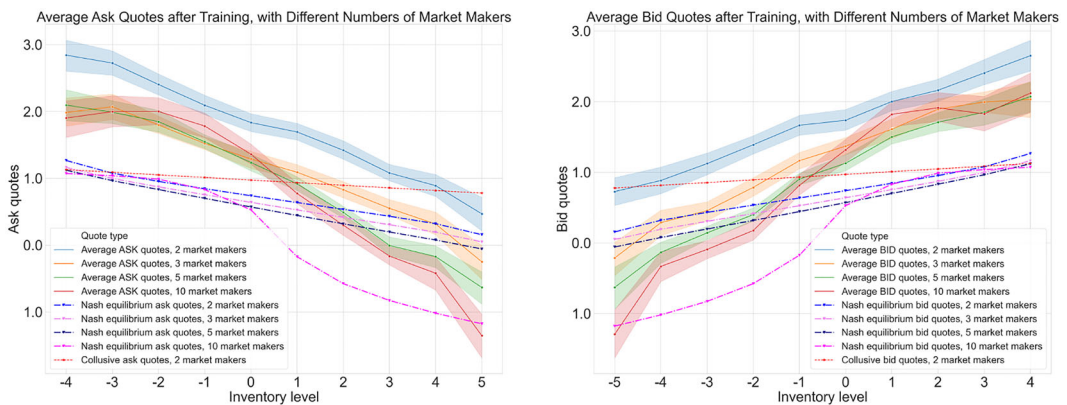 Average Ask Quotes after Training, with Different Numbers of Market Makers
3.0
2.0
1.0
0.0
1.0
Ask quotes
Quote type
Average ASK quotes, 2 market makers
Average ASK quotes, 3 market makers
Average ASK quotes, 5 market makers
Average ASK quotes, 10 market makers
Nash equilibrium ask quotes, 2 market makers
Nash equilibrium ask quotes, 3 market makers
Nash equilibrium ask quotes, 5 market makers
Nash equilibrium ask quotes, 10 market makers
Collusive ask quotes, 2 market makers
-4 -3 -2 -1 0 1 2 3 4 5
Inventory level
Average Bid Quotes after Training, with Different Numbers of Market Makers
3.0
2.0
1.0
0.0
1.0
Bid quotes
Quote type
Average BID quotes, 2 market makers
Average BID quotes, 3 market makers
Average BID quotes, 5 market makers
Average BID quotes, 10 market makers
Nash equilibrium bid quotes, 2 market makers
Nash equilibrium bid quotes, 3 market makers
Nash equilibrium bid quotes, 5 market makers
Nash equilibrium bid quotes, 10 market makers
Collusive bid quotes, 2 market makers
-5 -4 -3 -2 -1 0 1 2 3 4
Inventory level